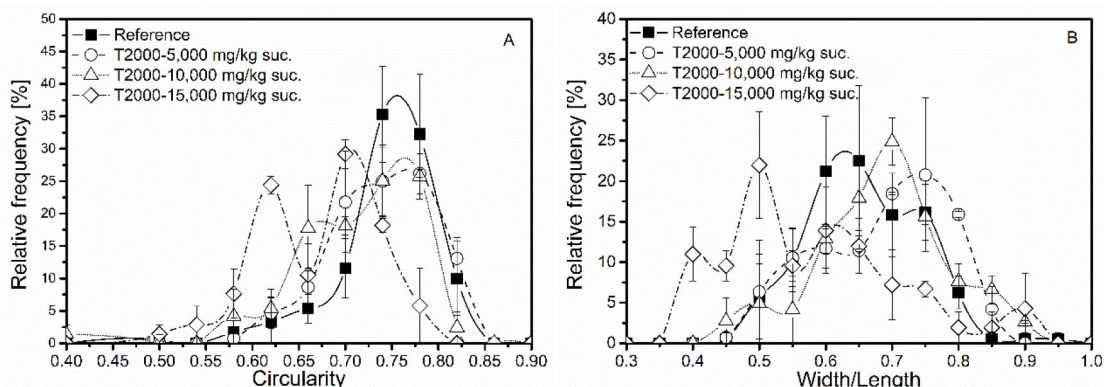 50
45
40
35
30
25
20
15
10
5
0
Relative frequency [%]
Reference
T2000-5,000 mg/kg suc.
T2000-10,000 mg/kg suc.
T2000-15,000 mg/kg suc.
A
0.40 0.50 0.55 0.60 0.65 0.70 0.75 0.80 0.85 0.90
Circularity
40
35
30
25
20
15
10
5
0
Relative frequency [%]
Reference
T2000-5,000 mg/kg suc.
T2000-10,000 mg/kg suc.
T2000-15,000 mg/kg suc.
B
0.3 0.4 0.5 0.6 0.7 0.8 0.9 1.0
Width/Length